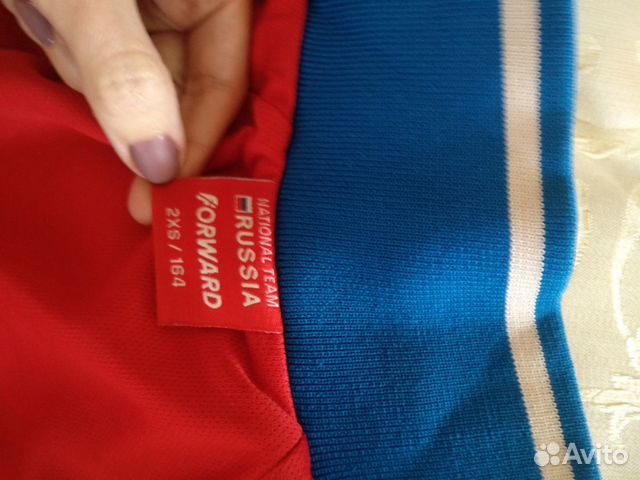 NATIONAL TEAM
RUSSIA
FORWARD
2XS / 164
Avito